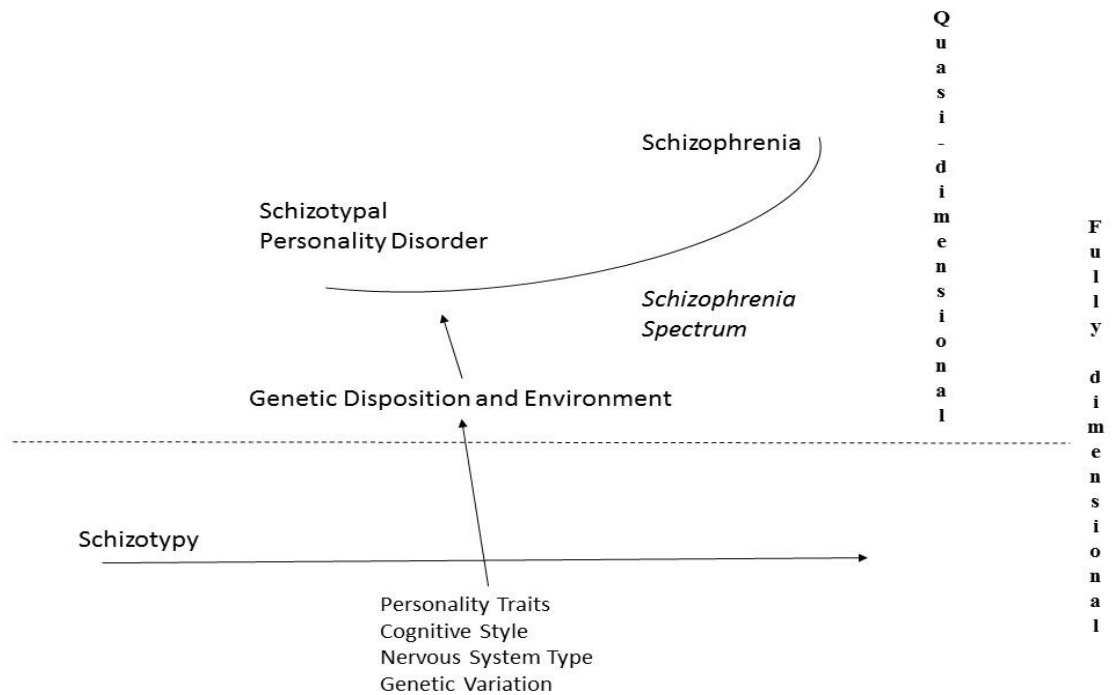 Quasi-dimensional
Schizophrenia
Schizotypal
Personality Disorder
Fully dimensional
Schizophrenia
Spectrum
Genetic Disposition and Environment
Schizotypy
Personality Traits
Cognitive Style
Nervous System Type
Genetic Variation